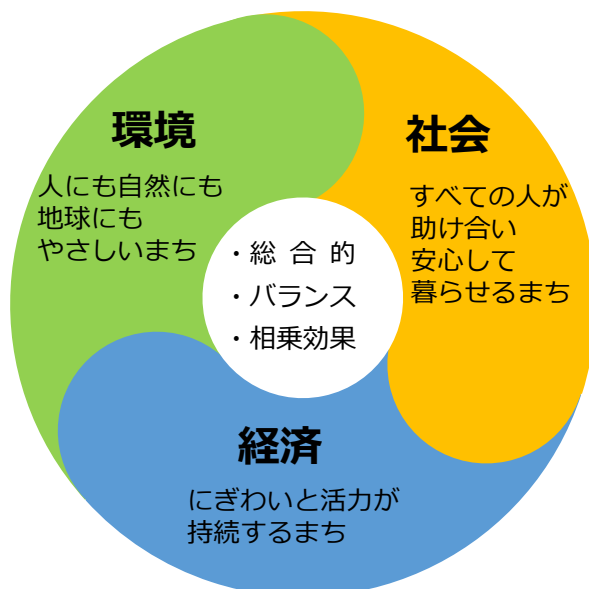 環境
人にも自然にも
地球にも
やさしいまち
社会
すべての人が
助け合い
安心して
暮らせるまち
・総合的
・バランス
・相乗効果
経済
にぎわいと活力が
持続するまち